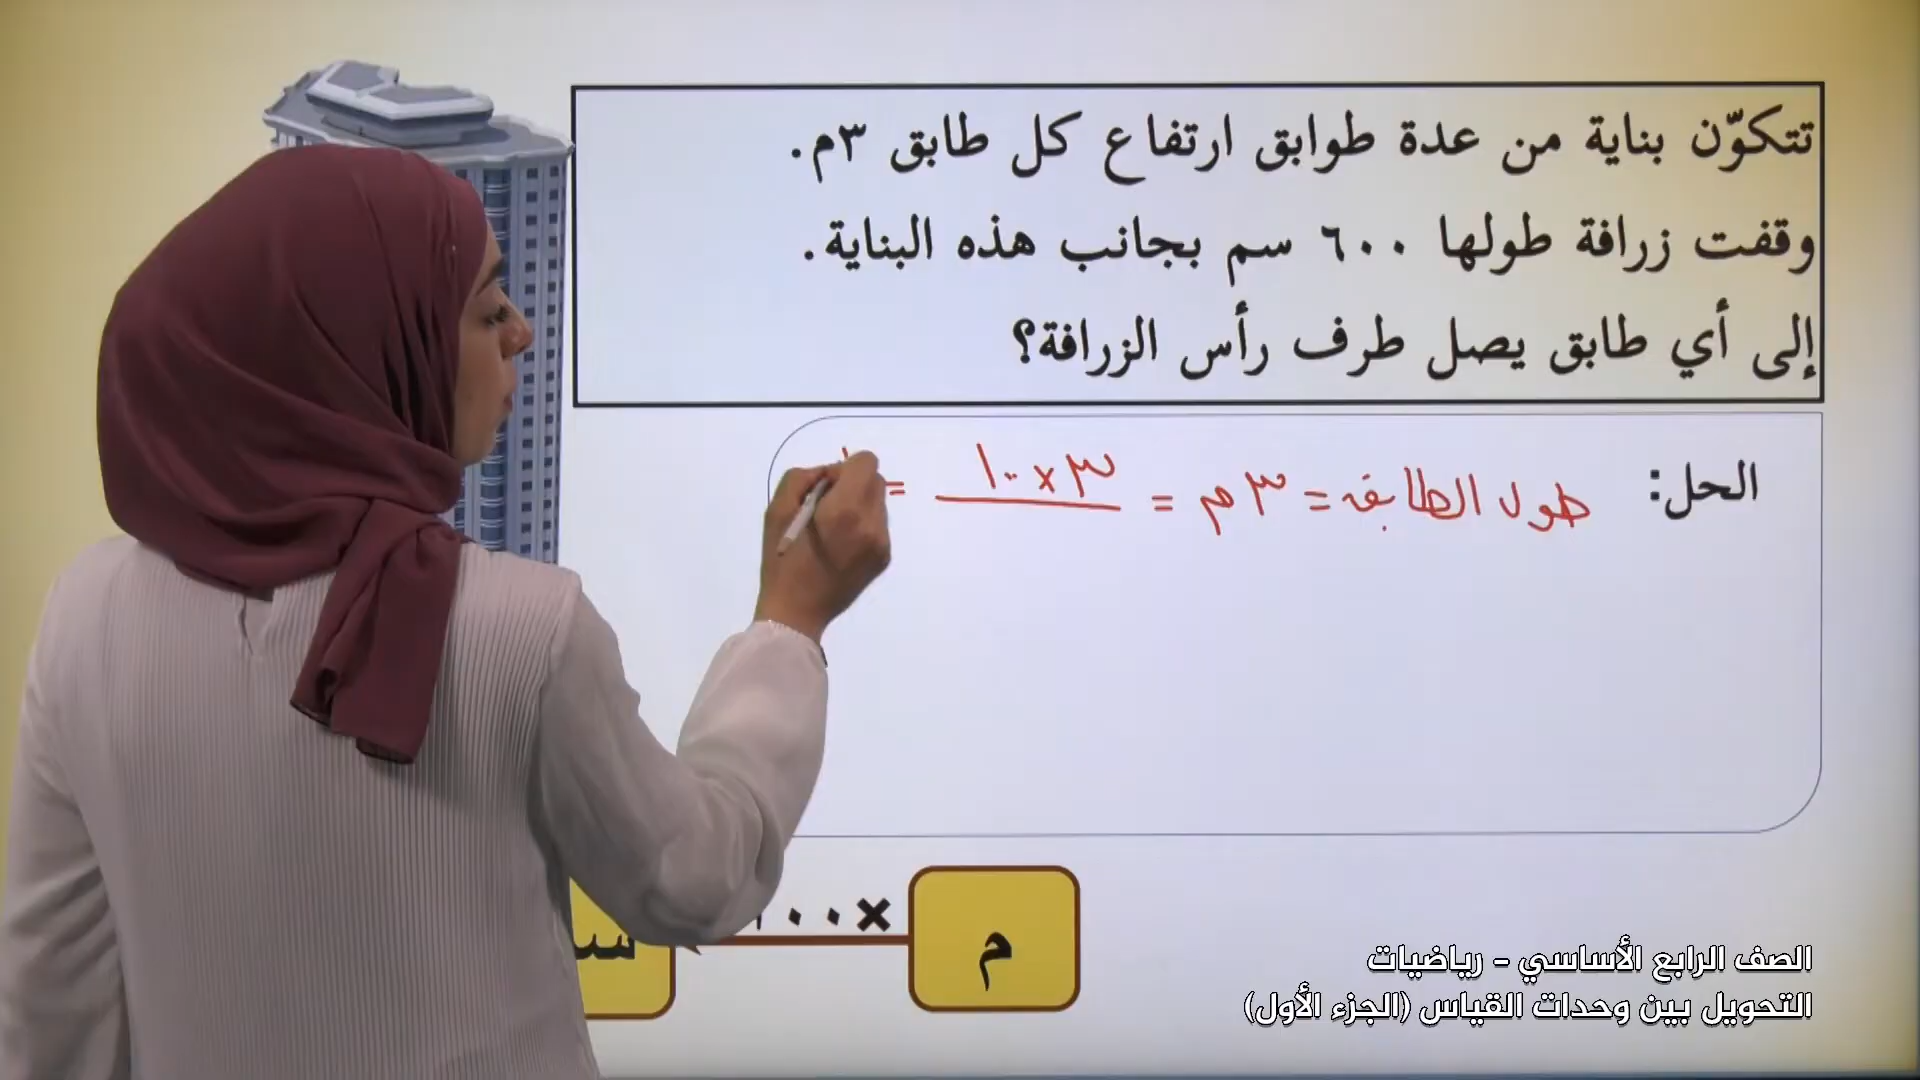 تتكوّن بناية من عدة طوابق ارتفاع كل طابق ٣م.
وقفت زرافة طولها ٦٠٠ سم بجانب هذه البناية.
إلى أي طابق يصل طرف رأس الزرافة؟
الحل: طول الطابق = ٣ م = ٣ × ١٠٠ =
م ×١٠٠
الصف الرابع الأساسي - رياضيات
التحويل بين وحدات القياس (الجزء الأول)